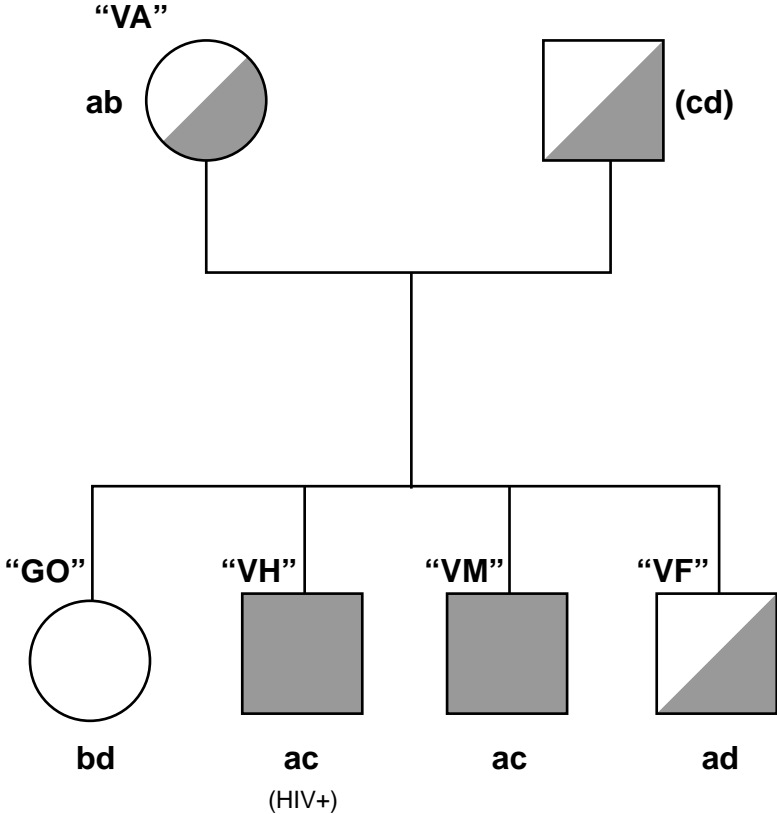 “VA”
ab
(cd)
“GO”
“VH”
“VM”
“VF”
bd
ac
ac
ad
(HIV+)